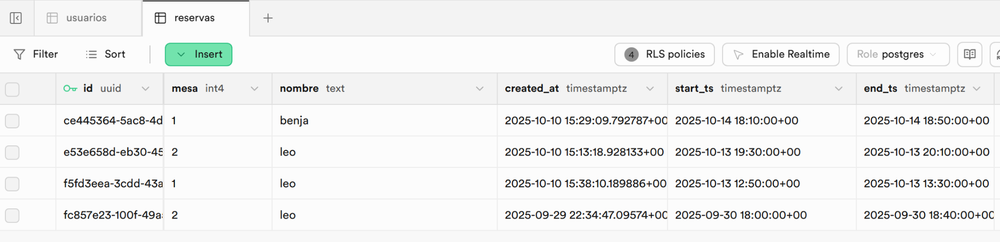 usuarios reservas
Filter Sort Insert 4 RLS policies Enable Realtime Role postgres
id uuid mesa int4 nombre text created_at timestamptz start_ts timestamptz end_ts timestamptz
ce445364-5ac8-4d 1 benja 2025-10-10 15:29:09.792787+00 2025-10-14 18:10:00+00 2025-10-14 18:50:00+00
e53e658d-eb30-45 2 leo 2025-10-10 15:13:18.928133+00 2025-10-13 19:30:00+00 2025-10-13 20:10:00+00
f5fd3eea-3cdd-43a 1 leo 2025-10-10 15:38:10.189886+00 2025-10-13 12:50:00+00 2025-10-13 13:30:00+00
fc857e23-100f-49a 2 leo 2025-09-29 22:34:47.09574+00 2025-09-30 18:00:00+00 2025-09-30 18:40:00+00